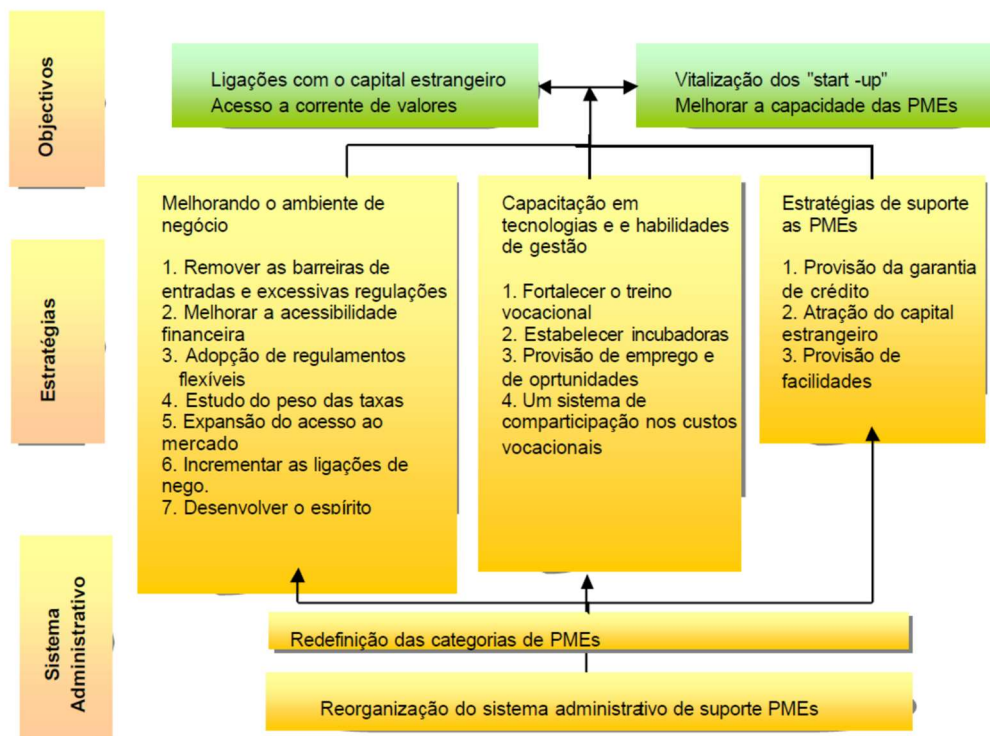 Objectivos
Ligações com o capital estrangeiro
Acesso a corrente de valores
Vitalização dos "start -up"
Melhorar a capacidade das PMEs
Estratégias
Melhorando o ambiente de
negócio
1. Remover as barreiras de
entradas e excessivas regulações
2. Melhorar a acessibilidade
financeira
3. Adopção de regulamentos
flexíveis
4. Estudo do peso das taxas
5. Expansão do acesso ao
mercado
6. Incrementar as ligações de
nego.
7. Desenvolver o espírito
Capacitação em
tecnologias e e habilidades
de gestão
1. Fortalecer o treino
vocacional
2. Estabelecer incubadoras
3. Provisão de emprego e
de oprtunidades
4. Um sistema de
comparticipação nos custos
vocacionais
Estratégias de suporte
as PMEs
1. Provisão da garantia
de crédito
2. Atração do capital
estrangeiro
3. Provisão de
facilidades
Sistema
Administrativo
Redefinição das categorias de PMEs
Reorganização do sistema administrativo de suporte PMEs